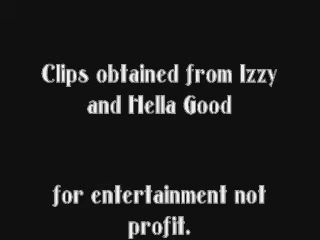 Clips obtained from Izzy
and Hella Good
for entertainment not
profit.